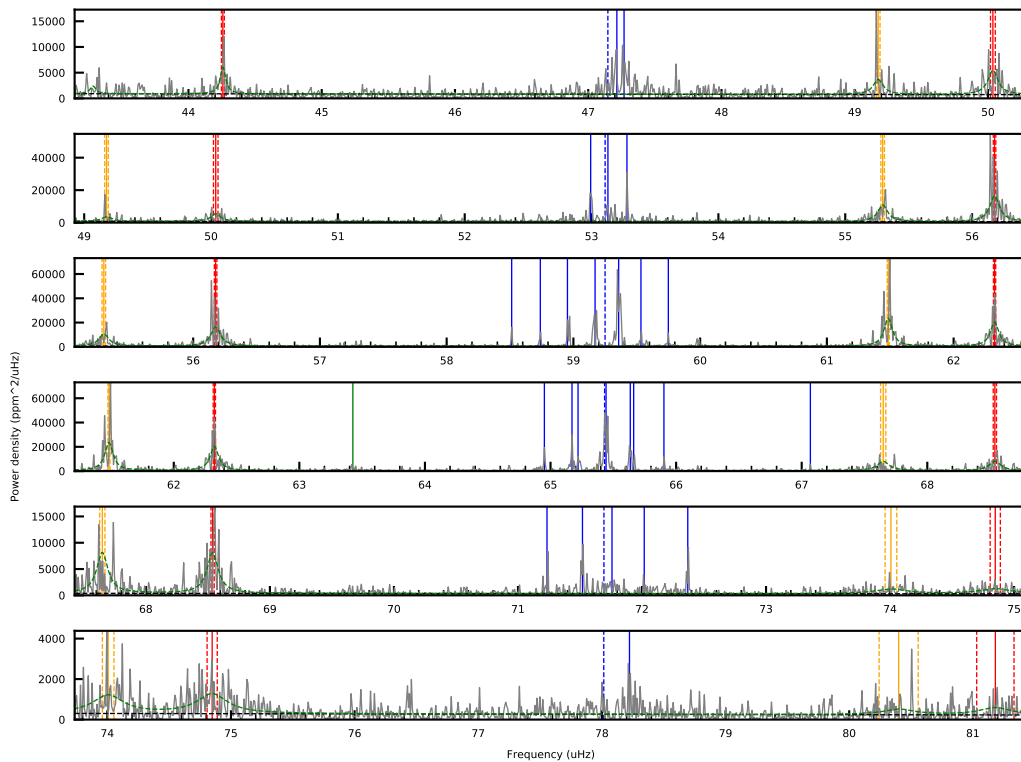 15000
10000
5000
0
44 45 46 47 48 49 50
40000
20000
0
49 50 51 52 53 54 55 56
60000
40000
20000
0
56 57 58 59 60 61 62
60000
40000
20000
0
62 63 64 65 66 67 68
15000
10000
5000
0
68 69 70 71 72 73 74 75
4000
2000
0
74 75 76 77 78 79 80 81
Power density (ppm^2/uHz)
Frequency (uHz)